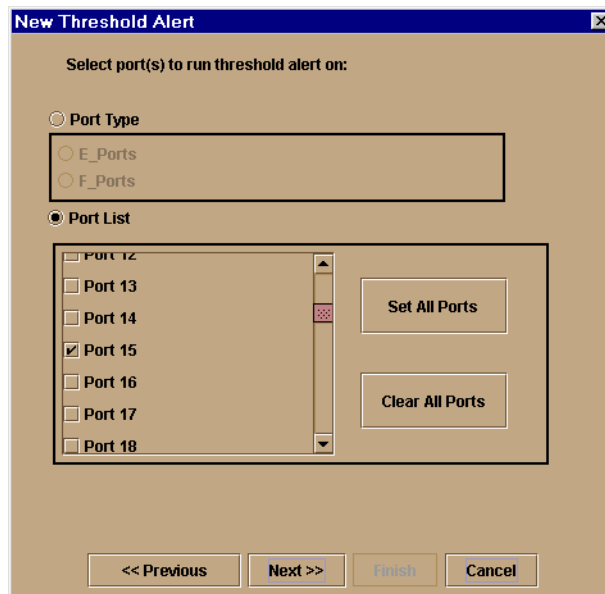 New Threshold Alert
Select port(s) to run threshold alert on:
Port Type
E_Ports
F_Ports
Port List
Port 12
Port 13
Port 14
Port 15
Port 16
Port 17
Port 18
Set All Ports
Clear All Ports
<< Previous
Next >>
Finish
Cancel